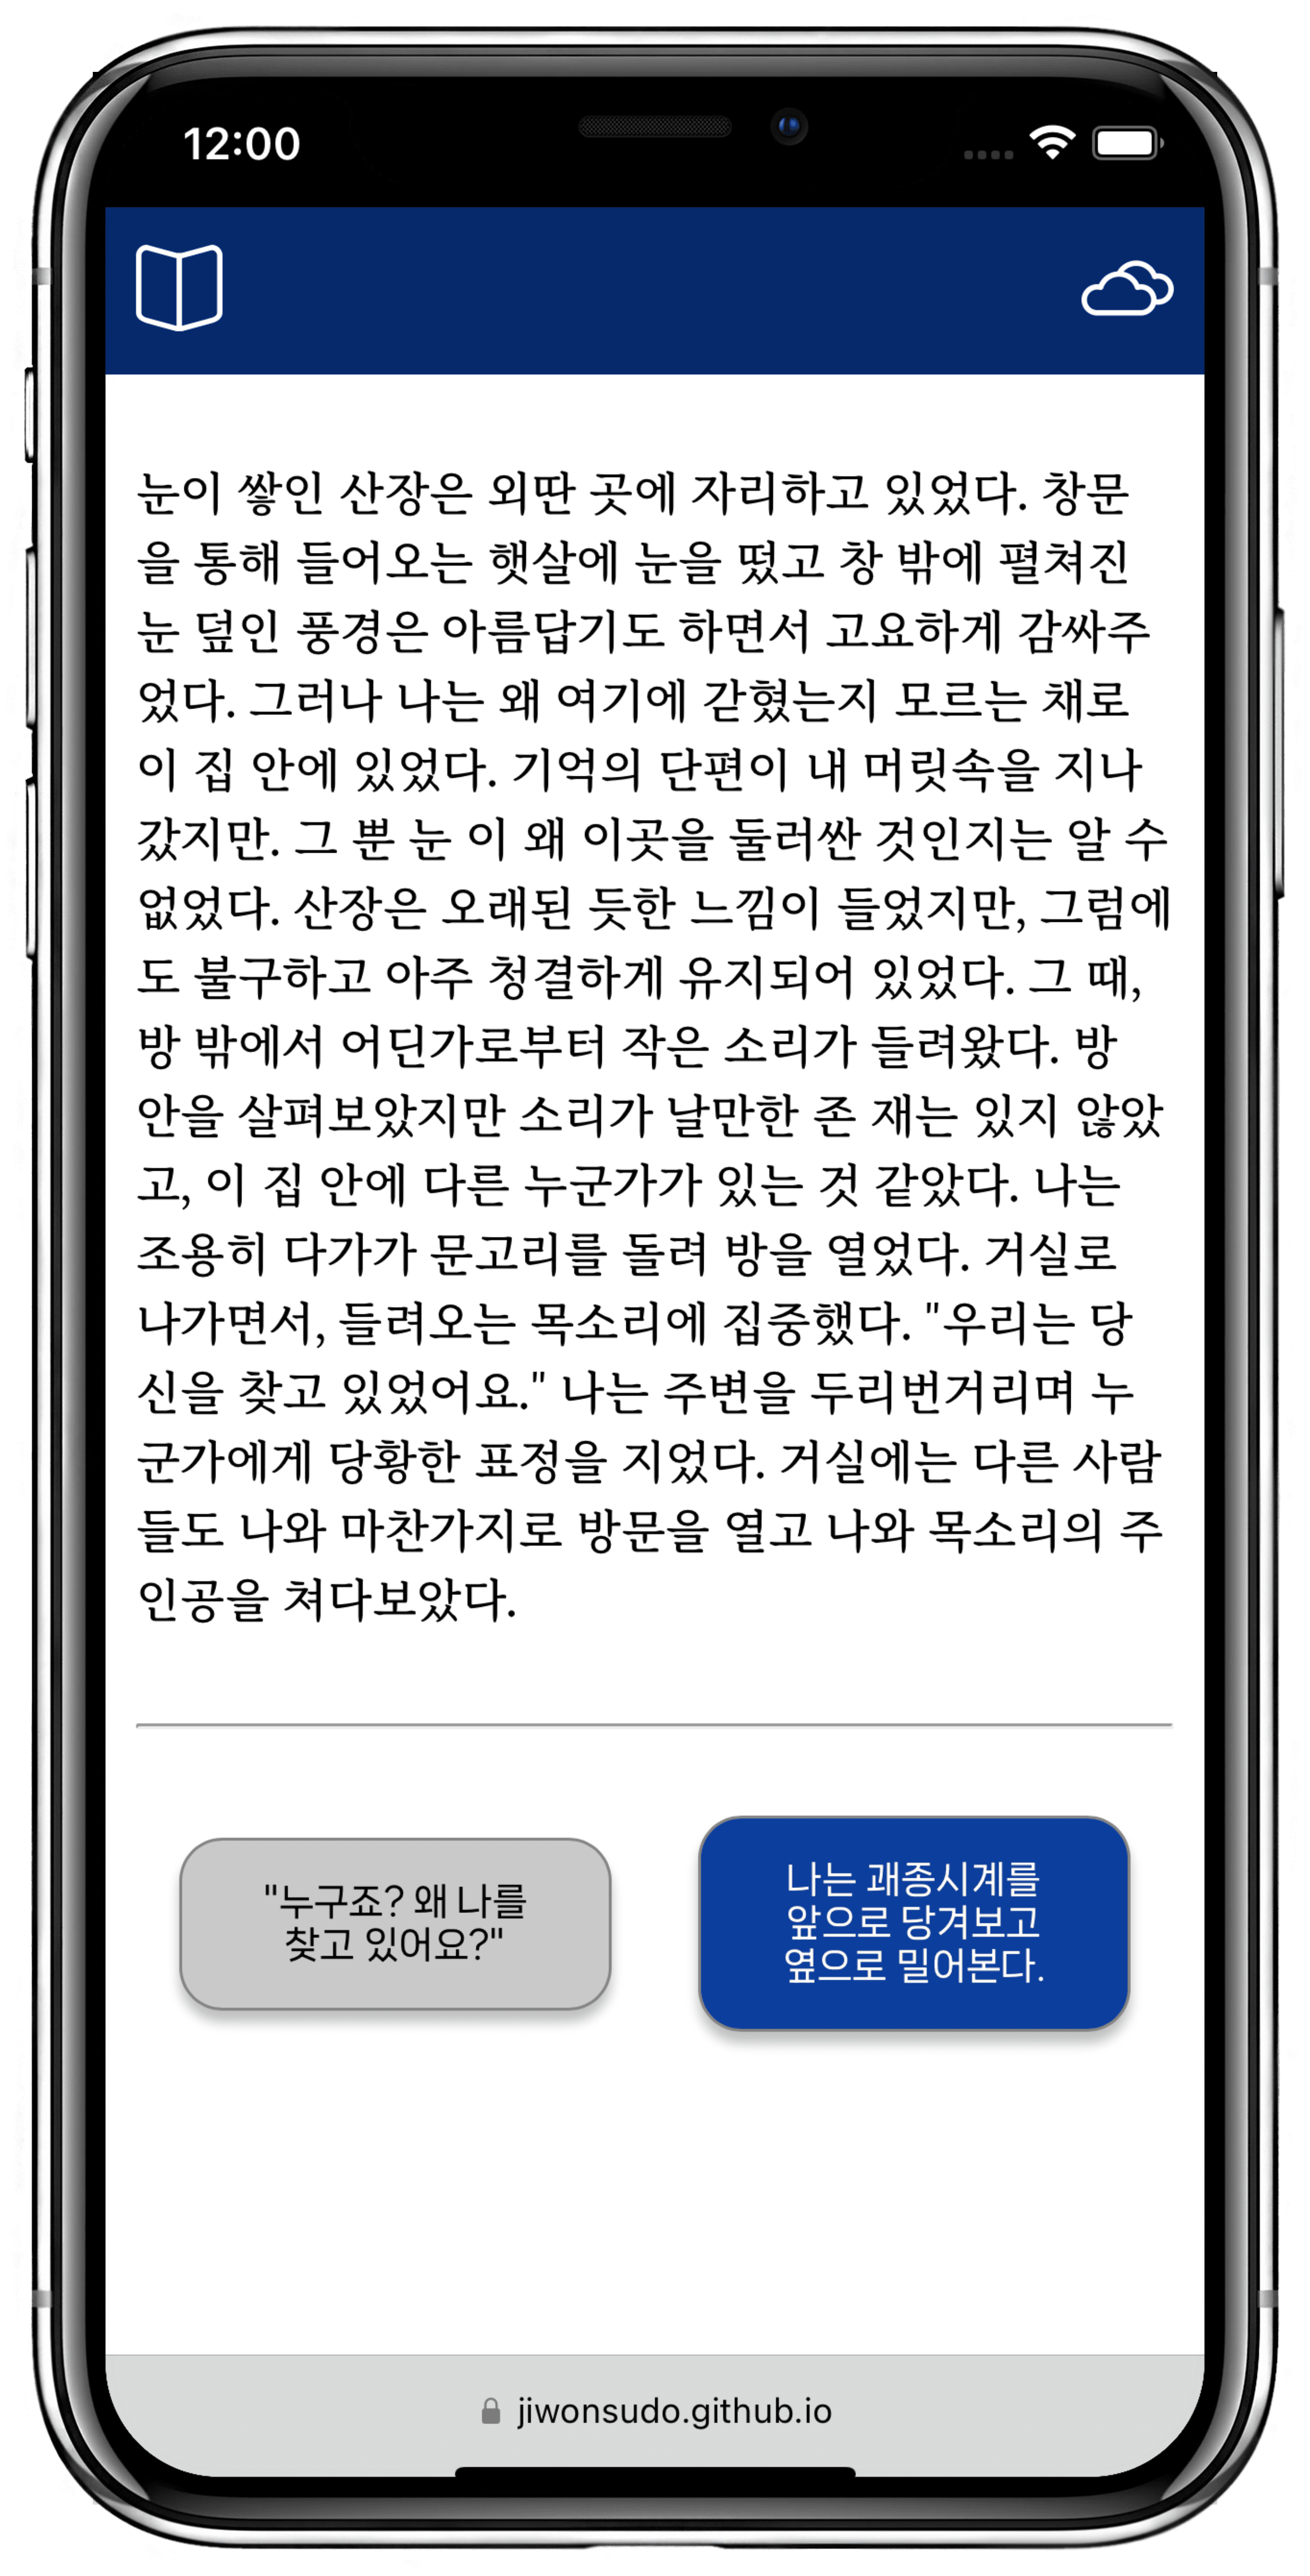 12:00
눈이 쌓인 산장은 외딴 곳에 자리하고 있었다. 창문
을 통해 들어오는 햇살에 눈을 떴고 창 밖에 펼쳐진
눈 덮인 풍경은 아름답기도 하면서 고요하게 감싸주
었다. 그러나 나는 왜 여기에 갇혔는지 모르는 채로
이 집 안에 있었다. 기억의 단편이 내 머릿속을 지나
갔지만. 그 뿐 눈 이 왜 이곳을 둘러싼 것인지는 알 수
없었다. 산장은 오래된 듯한 느낌이 들었지만, 그럼에
도 불구하고 아주 청결하게 유지되어 있었다. 그 때,
방 밖에서 어딘가로부터 작은 소리가 들려왔다. 방
안을 살펴보았지만 소리가 날만한 존 재는 있지 않았
고, 이 집 안에 다른 누군가가 있는 것 같았다. 나는
조용히 다가가 문고리를 돌려 방을 열었다. 거실로
나가면서, 들려오는 목소리에 집중했다. "우리는 당
신을 찾고 있었어요." 나는 주변을 두리번거리며 누
군가에게 당황한 표정을 지었다. 거실에는 다른 사람
들도 나와 마찬가지로 방문을 열고 나와 목소리의 주
인공을 쳐다보았다.
"누구죠? 왜 나를
찾고 있어요?"
나는 괘종시계를
앞으로 당겨보고
옆으로 밀어본다.
jiwonsudo.github.io